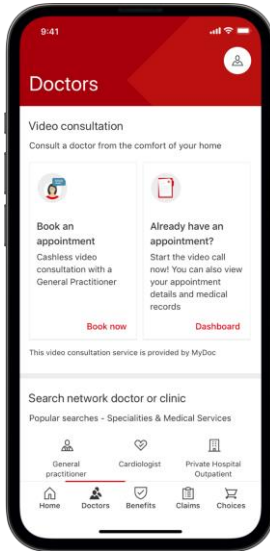 9:41
Doctors
Video consultation
Consult a doctor from the comfort of your home
Book an
appointment
Cashless video
consultation with a
General Practitioner
Book now
Already have an
appointment?
Start the video call
now! You can also view
your appointment
details and medical
records
Dashboard
This video consultation service is provided by MyDoc
Search network doctor or clinic
Popular searches - Specialities & Medical Services
General
practitioner
Cardiologist
Private Hospital
Outpatient
Home
Doctors
Benefits
Claims
Choices